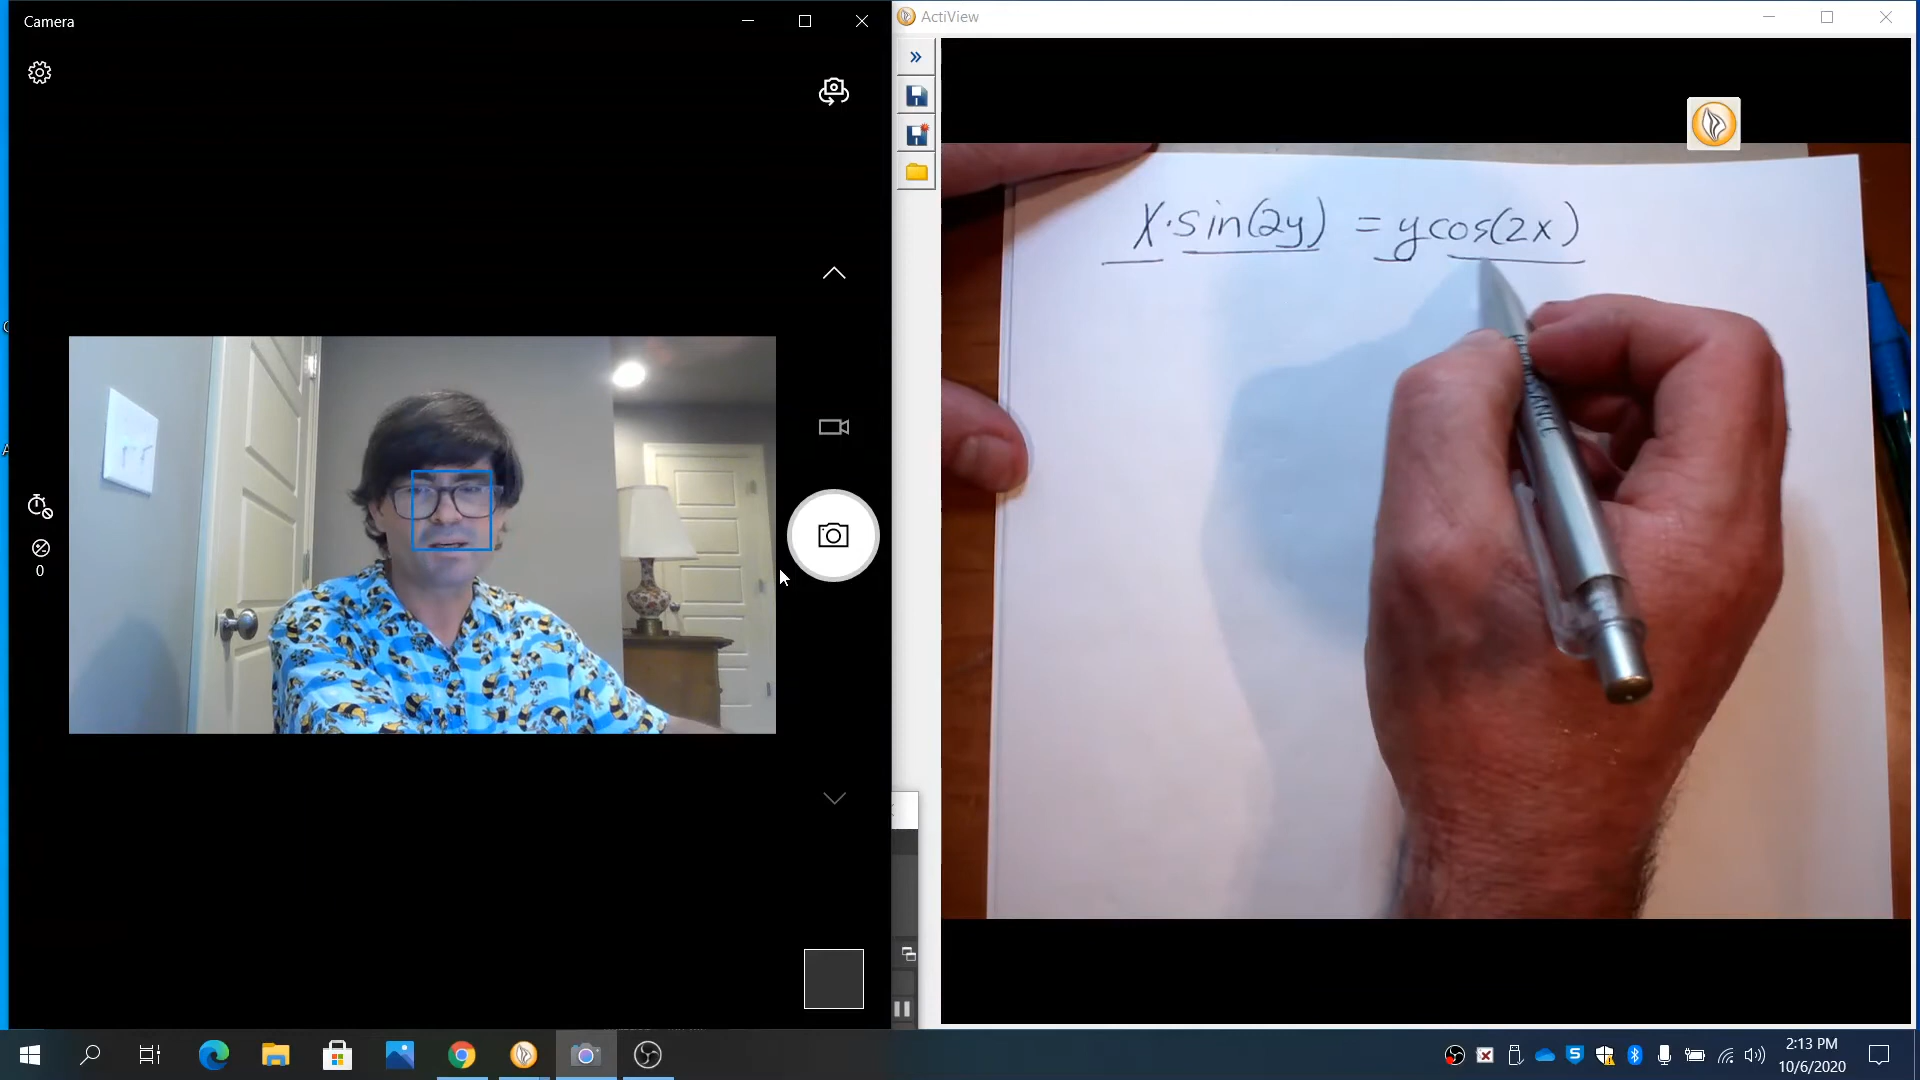 Camera
ActiView
X·sin(2y) = ycos(2x)
0
2:13 PM
10/6/2020